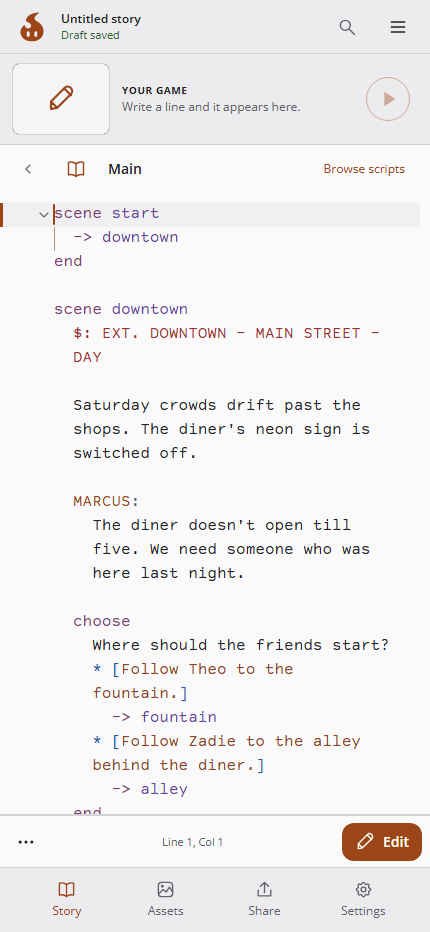 Untitled story
Draft saved
YOUR GAME
Write a line and it appears here.
Main
Browse scripts
scene start
-> downtown
end
scene downtown
$: EXT. DOWNTOWN - MAIN STREET -
DAY
Saturday crowds drift past the
shops. The diner's neon sign is
switched off.
MARCUS:
The diner doesn't open till
five. We need someone who was
here last night.
choose
Where should the friends start?
* [Follow Theo to the
fountain.]
-> fountain
* [Follow Zadie to the alley
behind the diner.]
-> alley
end
Line 1, Col 1
Edit
Story
Assets
Share
Settings